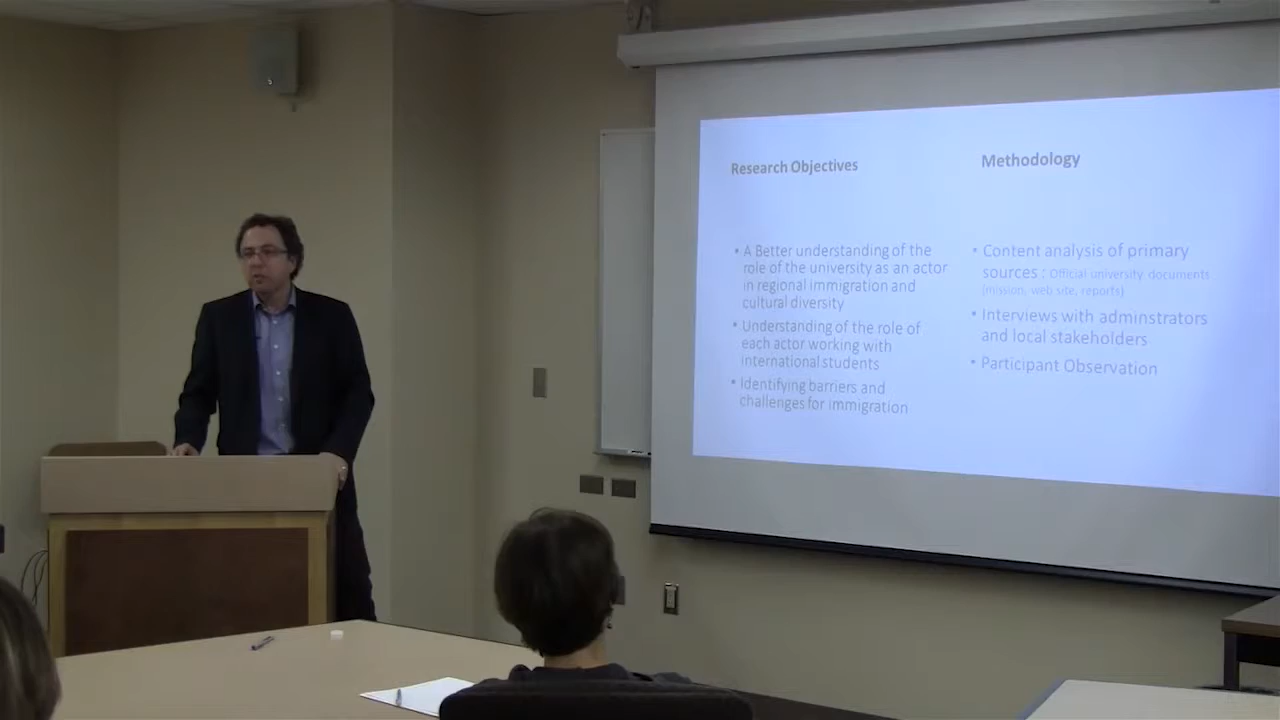 Research Objectives
• A Better understanding of the
role of the university as an actor
in regional immigration and
cultural diversity
• Understanding of the role of
each actor working with
international students
• Identifying barriers and
challenges for immigration
Methodology
• Content analysis of primary
sources : Official university documents
(mission, web site, reports)
• Interviews with adminstrators
and local stakeholders
• Participant Observation